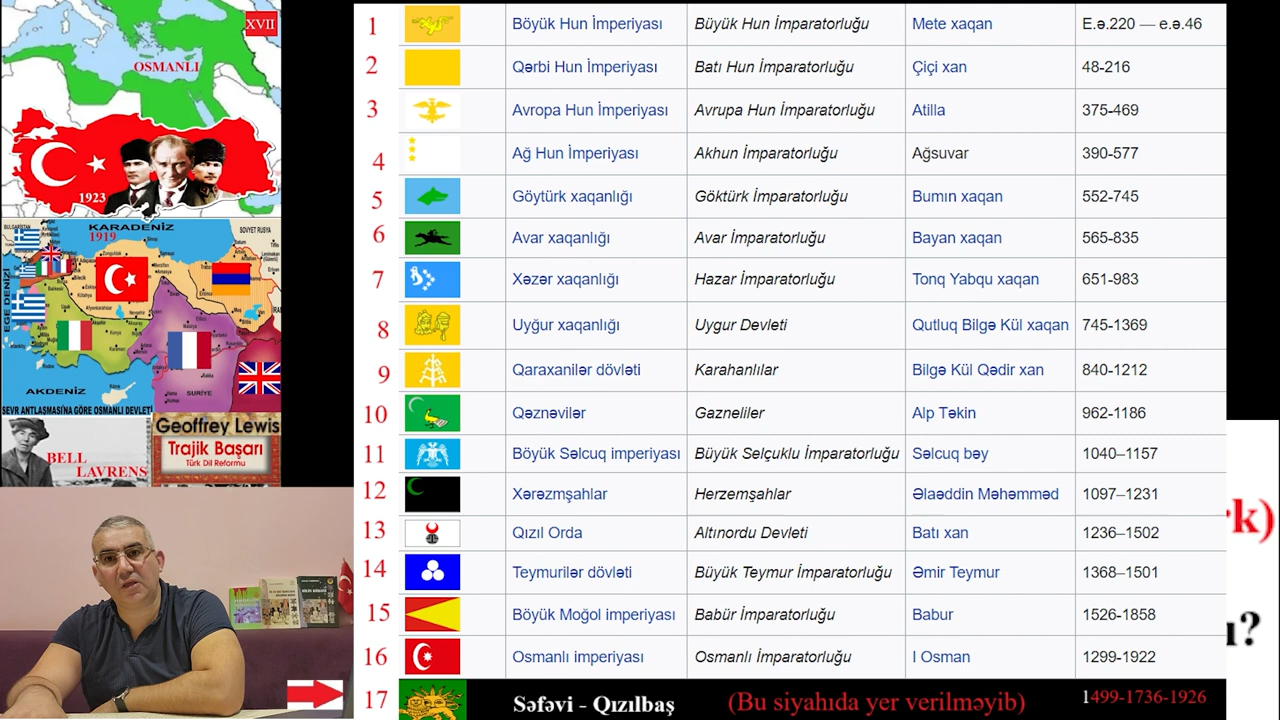 XVII
OSMANLI
1923
KARADENİZ
1919
SOVYET RUSYA
EGE DENİZİ
AKDENİZ
SURİYE
SEVR ANTLAŞMASI'NA GÖRE OSMANLI DEVLETİ
BELL
LAVRENS
Geoffrey Lewis
Trajik Başarı
Türk Dil Reformu
1 Böyük Hun İmperiyası Büyük Hun İmparatorluğu Mete xaqan E.ə.220 — e.ə.46
2 Qərbi Hun İmperiyası Batı Hun İmparatorluğu Çiçi xan 48-216
3 Avropa Hun İmperiyası Avrupa Hun İmparatorluğu Atilla 375-469
4 Ağ Hun İmperiyası Akhun İmparatorluğu Ağsuvar 390-577
5 Göytürk xaqanlığı Göktürk İmparatorluğu Bumın xaqan 552-745
6 Avar xaqanlığı Avar İmparatorluğu Bayan xaqan 565-835
7 Xəzər xaqanlığı Hazar İmparatorluğu Tonq Yabqu xaqan 651-983
8 Uyğur xaqanlığı Uygur Devleti Qutluq Bilgə Kül xaqan 745-1369
9 Qaraxanilər dövləti Karahanlılar Bilgə Kül Qədir xan 840-1212
10 Qəznəvilər Gazneliler Alp Təkin 962-1186
11 Böyük Səlcuq imperiyası Büyük Selçuklu İmparatorluğu Səlcuq bəy 1040–1157
12 Xərəzmşahlar Herzemşahlar Əlaəddin Məhəmməd 1097–1231
13 Qızıl Orda Altınordu Devleti Batı xan 1236–1502
14 Teymurilər dövləti Büyük Teymur İmparatorluğu Əmir Teymur 1368–1501
15 Böyük Moğol imperiyası Babür İmparatorluğu Babur 1526-1858
16 Osmanlı imperiyası Osmanlı İmparatorluğu I Osman 1299-1922
17 Səfəvi - Qızılbaş (Bu siyahıda yer verilməyib) 1499-1736-1926
rk)
?